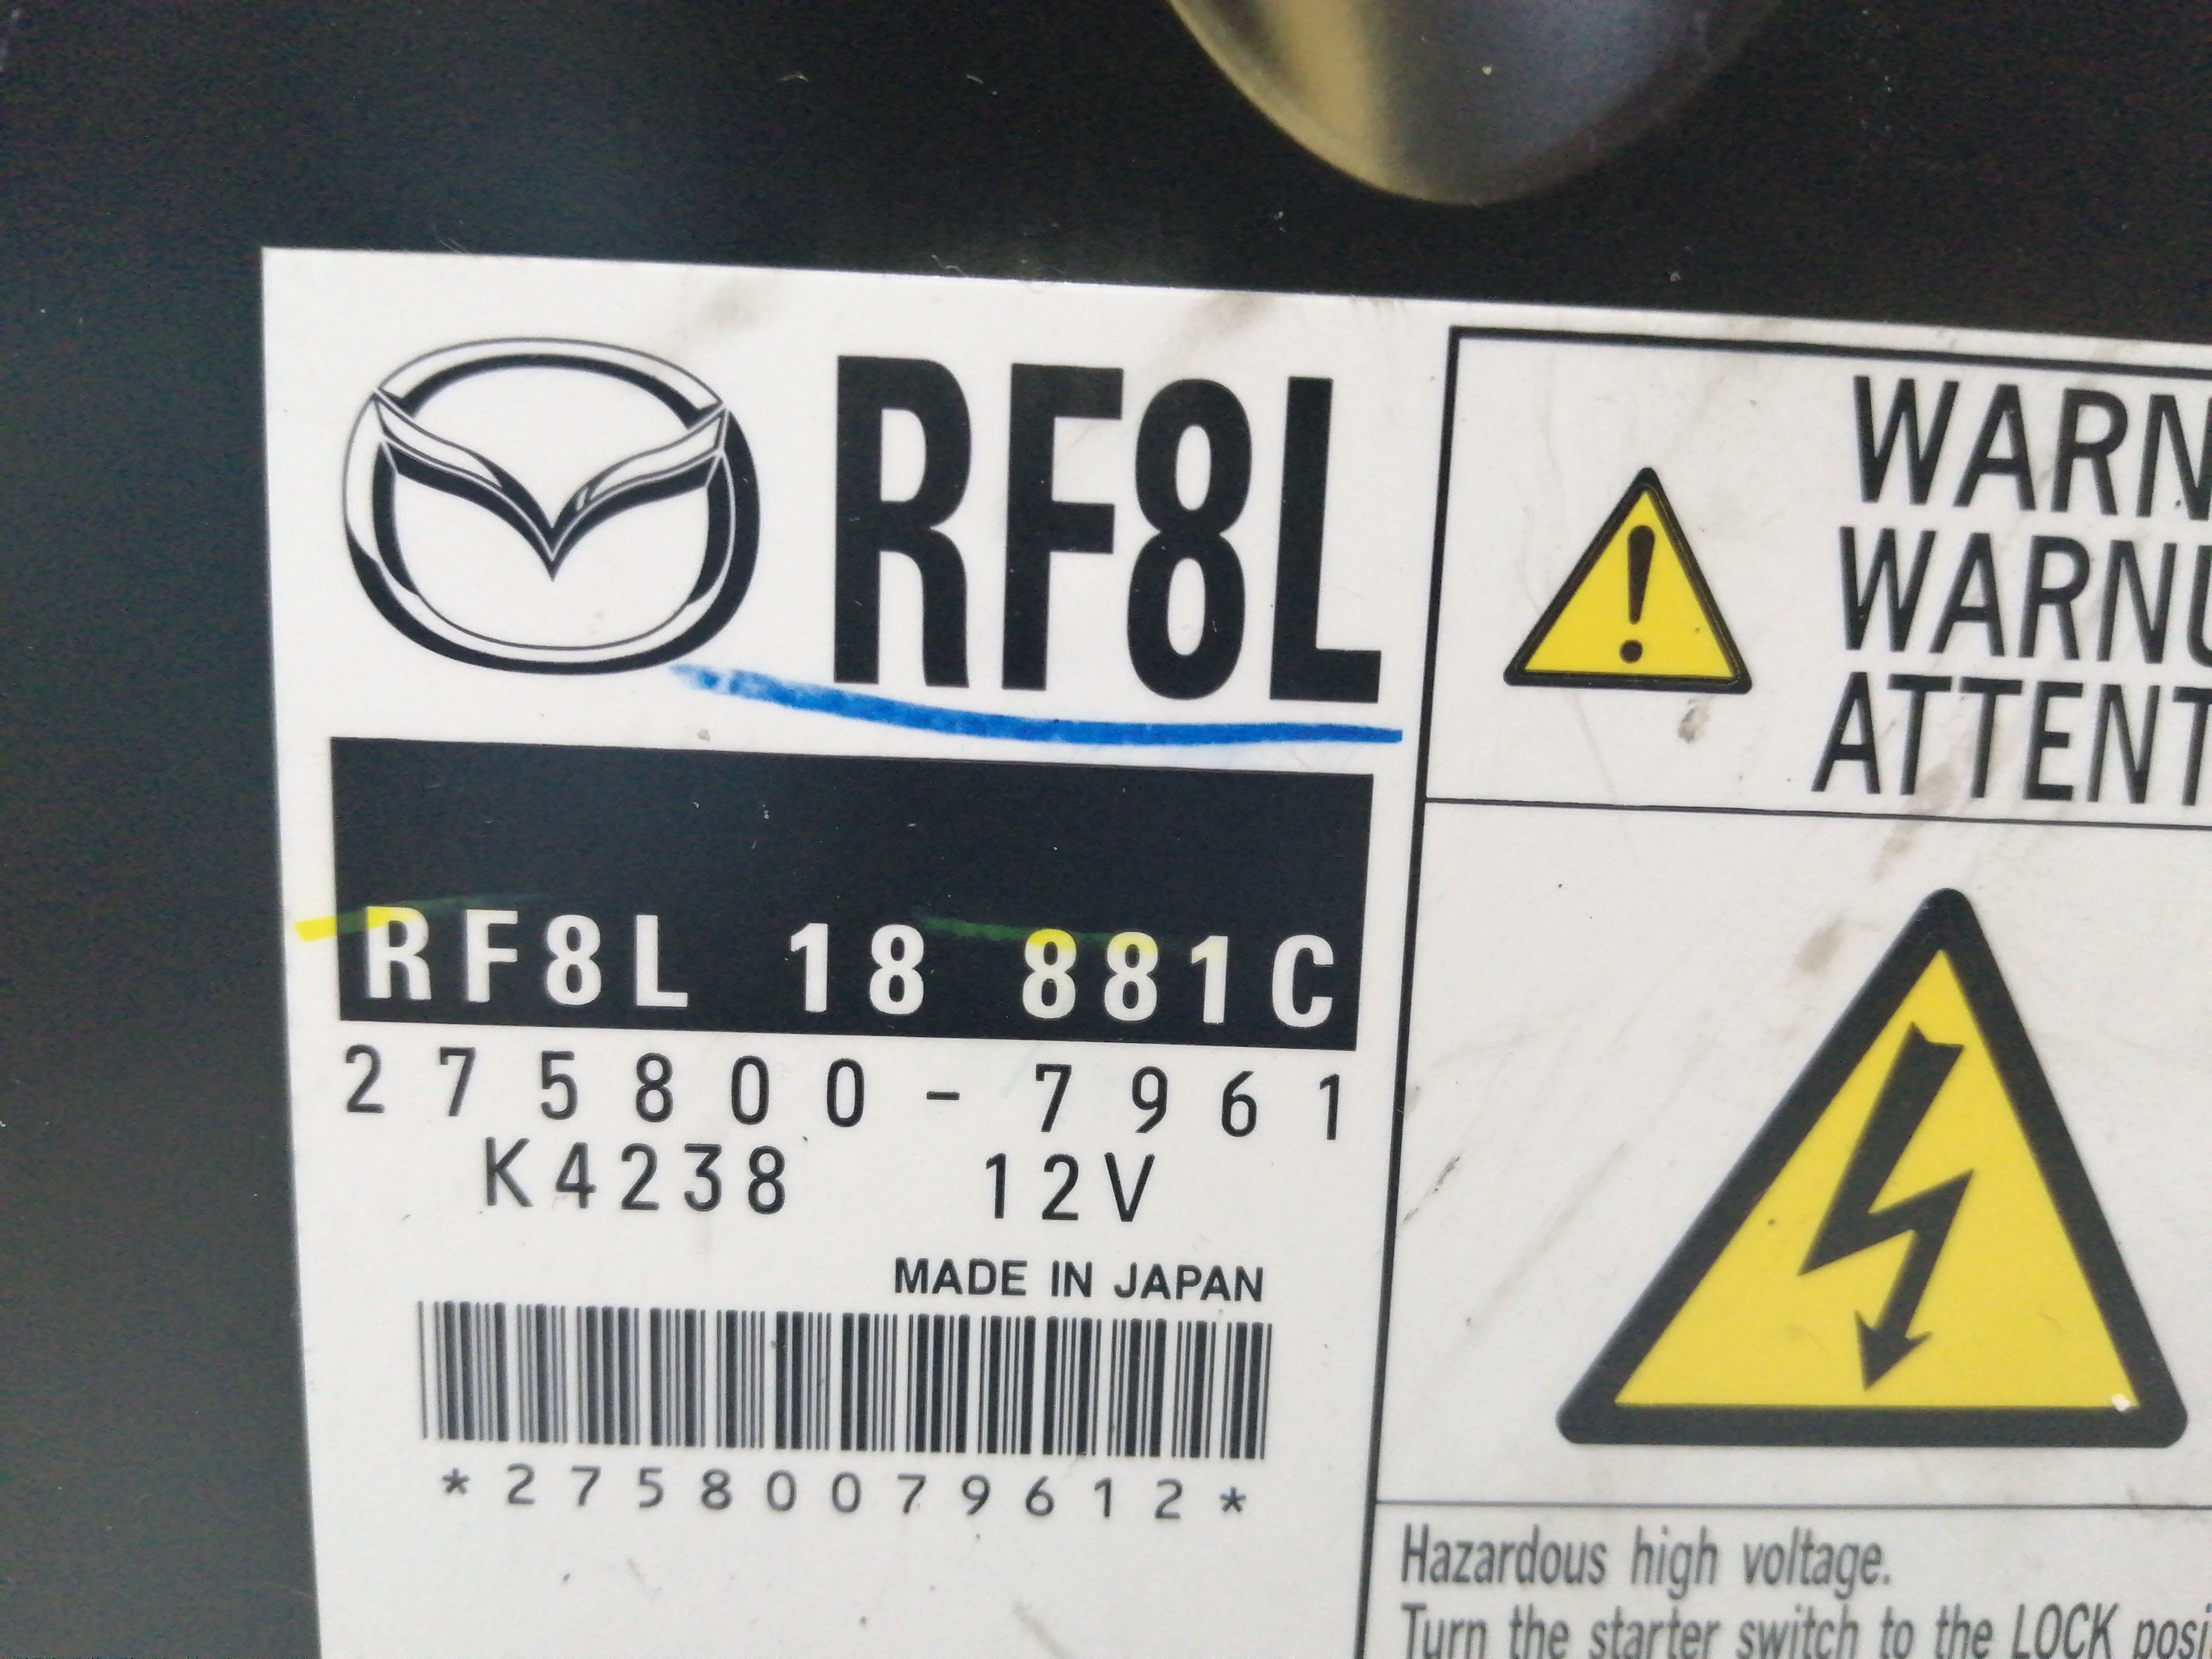 RF8L
RF8L 18 881C
275800-7961
K4238 12V
MADE IN JAPAN
*27580079612*
WARN
WARNU
ATTENT
Hazardous high voltage.
Turn the starter switch to the LOCK posi